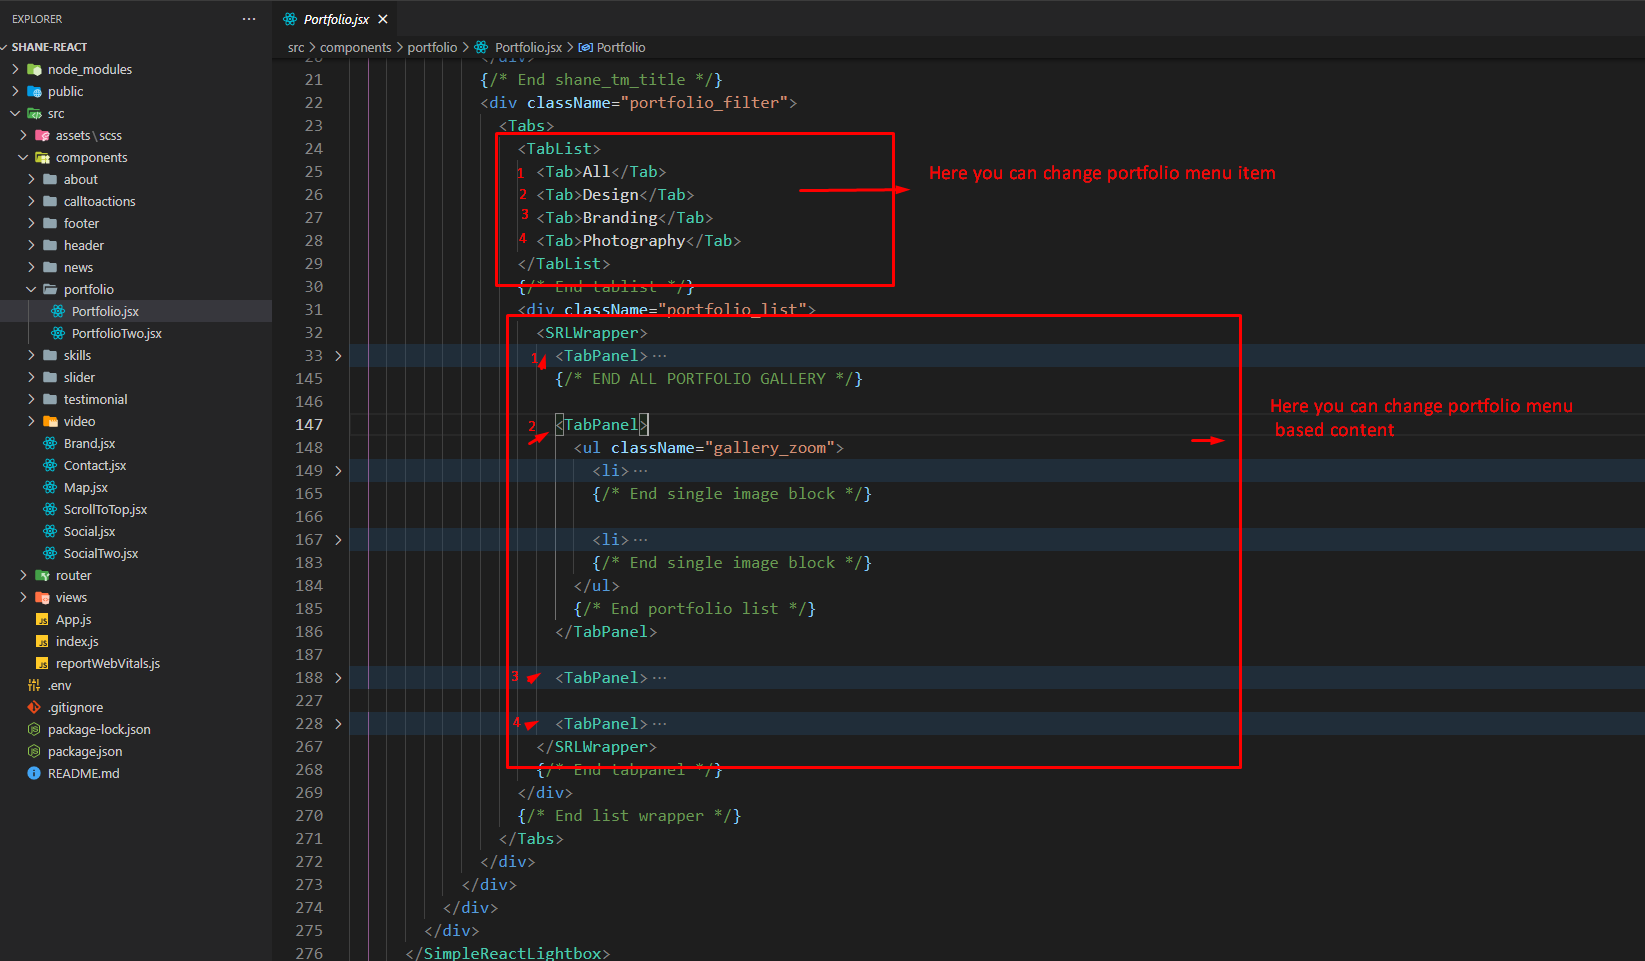 EXPLORER
SHANE-REACT
node_modules
public
src
assets\scss
components
about
calltoactions
footer
header
news
portfolio
Portfolio.jsx
PortfolioTwo.jsx
skills
slider
testimonial
video
Brand.jsx
Contact.jsx
Map.jsx
ScrollToTop.jsx
Social.jsx
SocialTwo.jsx
router
views
JS App.js
JS index.js
JS reportWebVitals.js
.env
.gitignore
package-lock.json
package.json
README.md
Portfolio.jsx
src > components > portfolio > Portfolio.jsx > Portfolio
20 </div>
21 {/* End shane_tm_title */}
22 <div className="portfolio_filter">
23 <Tabs>
24 <TabList>
25 1 <Tab>All</Tab>
26 2 <Tab>Design</Tab>
27 3 <Tab>Branding</Tab>
28 4 <Tab>Photography</Tab>
29 </TabList>
30 {/* End tablist */}
31 <div className="portfolio_list">
32 <SRLWrapper>
33 1 <TabPanel>···
145 {/* END ALL PORTFOLIO GALLERY */}
146
147 2 <TabPanel>
148 <ul className="gallery_zoom">
149 <li>···
165 {/* End single image block */}
166
167 <li>···
183 {/* End single image block */}
184 </ul>
185 {/* End portfolio list */}
186 </TabPanel>
187
188 3 <TabPanel>···
227
228 4 <TabPanel>···
267 </SRLWrapper>
268 {/* End tabpanel */}
269 </div>
270 {/* End list wrapper */}
271 </Tabs>
272 </div>
273 </div>
274 </div>
275 </div>
276 </SimpleReactLightbox>
Here you can change portfolio menu item
Here you can change portfolio menu
based content